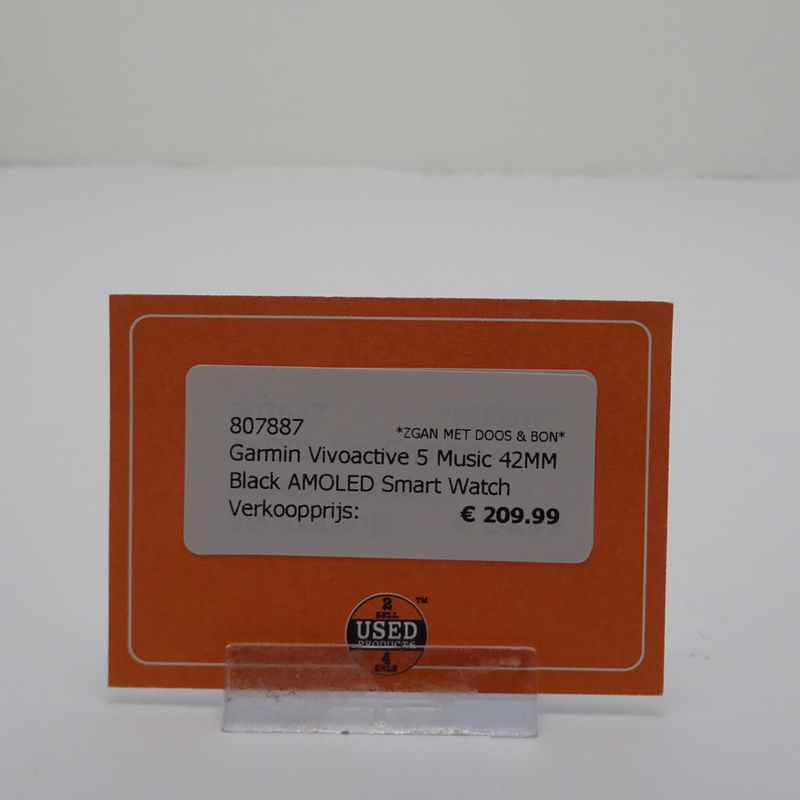 807887
*ZGAN MET DOOS & BON*
Garmin Vivoactive 5 Music 42MM
Black AMOLED Smart Watch
Verkoopprijs: € 209.99
2
SELL
TM
USED
PRODUCTS
4
SALE